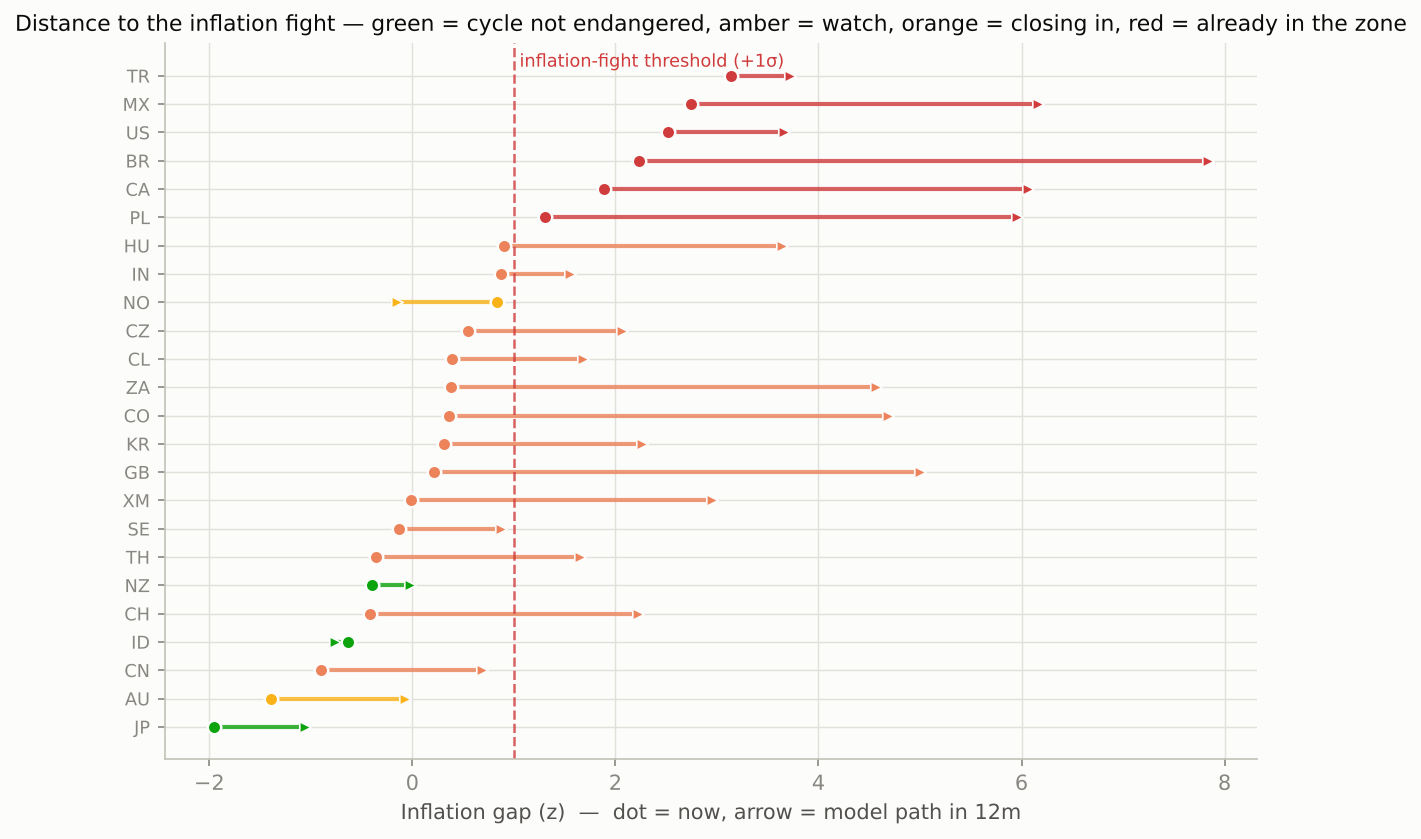 Distance to the inflation fight — green = cycle not endangered, amber = watch, orange = closing in, red = already in the zone
inflation-fight threshold (+1σ)
TR
MX
US
BR
CA
PL
HU
IN
NO
CZ
CL
ZA
CO
KR
GB
XM
SE
TH
NZ
CH
ID
CN
AU
JP
−2 0 2 4 6 8
Inflation gap (z) — dot = now, arrow = model path in 12m